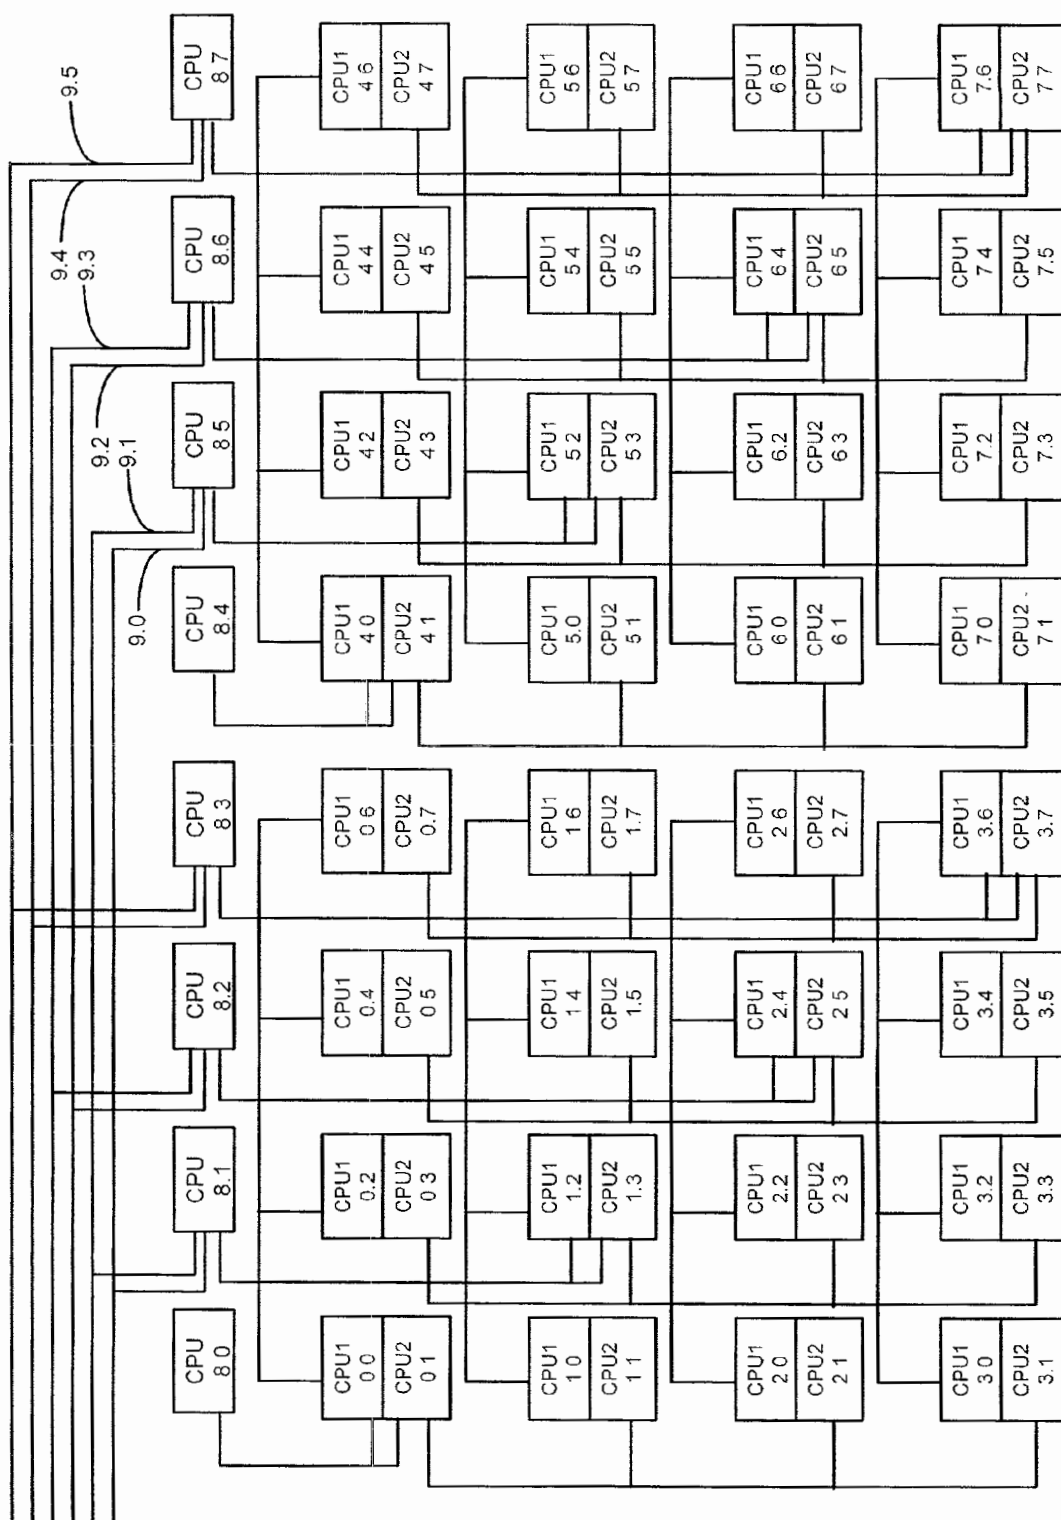 9.5
9.4
9.3
9.2
9.1
9.0
CPU
8 0
CPU
8.1
CPU
8.2
CPU
8 3
CPU
8.4
CPU
8 5
CPU
8.6
CPU
8 7
CPU1
0 0
CPU2
0 1
CPU1
0.2
CPU2
0 3
CPU1
0.4
CPU2
0 5
CPU1
0 6
CPU2
0.7
CPU1
4 0
CPU2
4 1
CPU1
4 2
CPU2
4 3
CPU1
4 4
CPU2
4 5
CPU1
4 6
CPU2
4 7
CPU1
1 0
CPU2
1 1
CPU1
1.2
CPU2
1.3
CPU1
1 4
CPU2
1.5
CPU1
1 6
CPU2
1.7
CPU1
5.0
CPU2
5 1
CPU1
5 2
CPU2
5 3
CPU1
5 4
CPU2
5 5
CPU1
5 6
CPU2
5 7
CPU1
2 0
CPU2
2 1
CPU1
2.2
CPU2
2 3
CPU1
2.4
CPU2
2 5
CPU1
2 6
CPU2
2.7
CPU1
6 0
CPU2
6 1
CPU1
6.2
CPU2
6 3
CPU1
6 4
CPU2
6 5
CPU1
6 6
CPU2
6 7
CPU1
3 0
CPU2
3.1
CPU1
3.2
CPU2
3.3
CPU1
3.4
CPU2
3.5
CPU1
3.6
CPU2
3.7
CPU1
7 0
CPU2
7 1
CPU1
7.2
CPU2
7.3
CPU1
7 4
CPU2
7.5
CPU1
7.6
CPU2
7 7